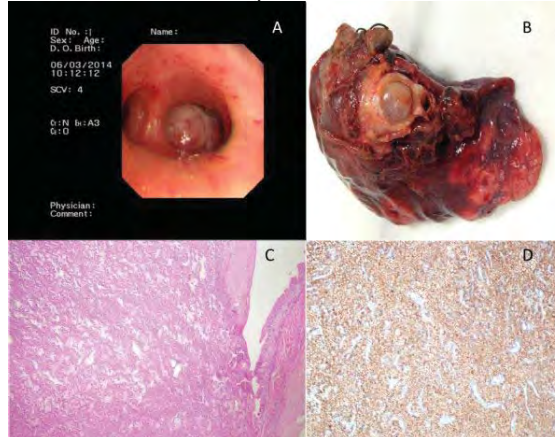 A
ID No.:
Name:
Sex: Age:
D.O.Birth:
06/03/2014
10:12:12
SCV: 4
Physician:
Comment:
B
C
D